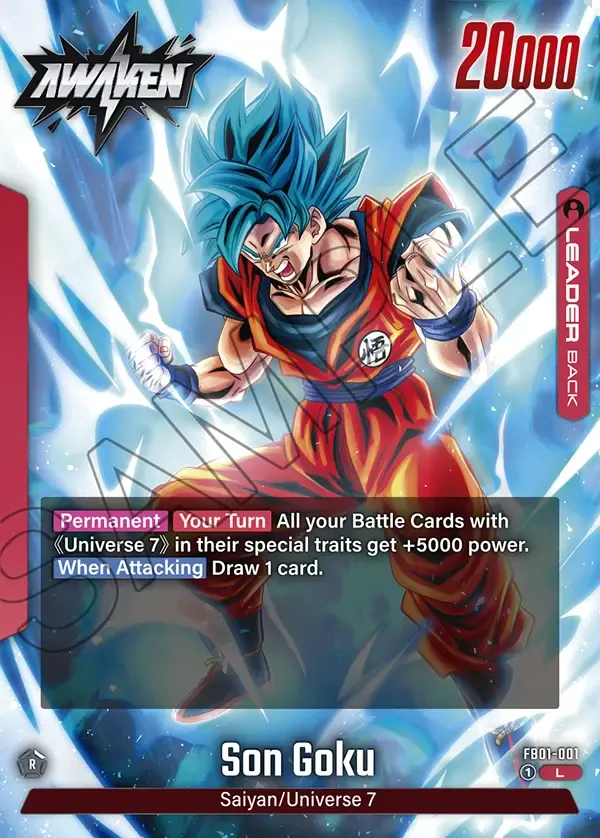 AWAKEN
20000
LEADER BACK
SAMPLE
悟
Permanent Your Turn All your Battle Cards with
《Universe 7》 in their special traits get +5000 power.
When Attacking Draw 1 card.
R
Son Goku
FB01-001
1 L
Saiyan/Universe 7